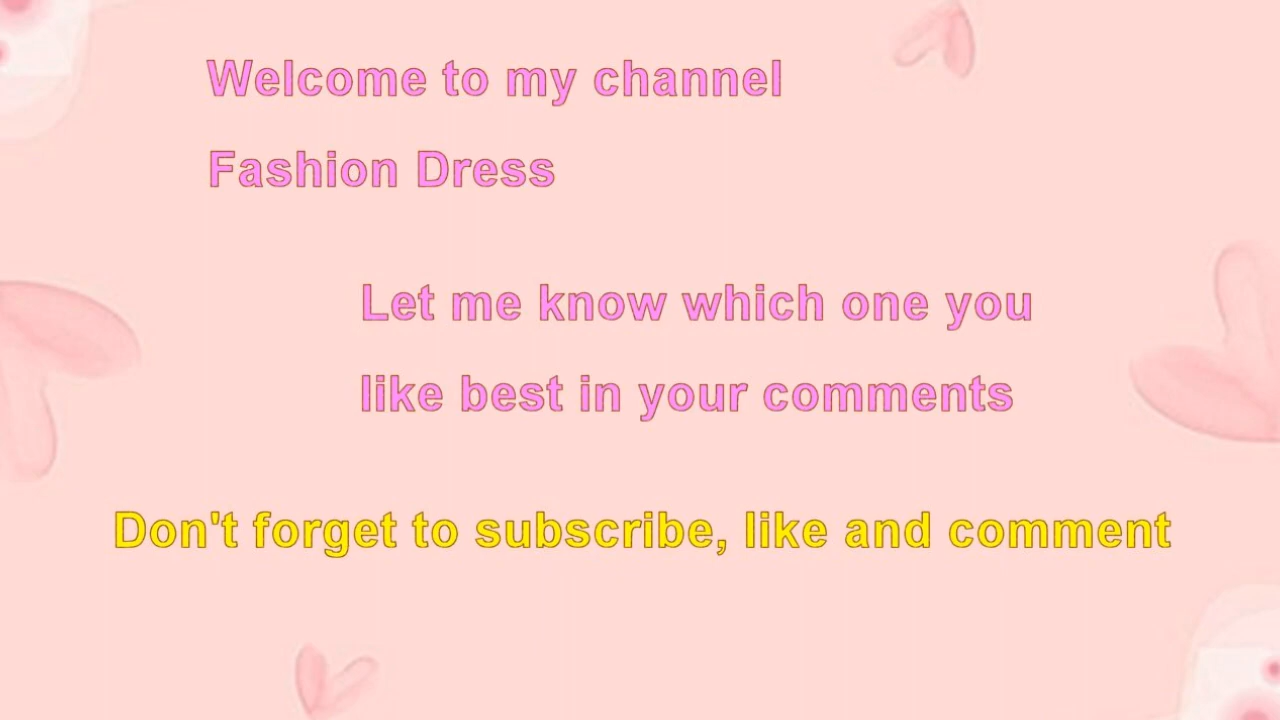 Welcome to my channel
Fashion Dress
Let me know which one you
like best in your comments
Don't forget to subscribe, like and comment